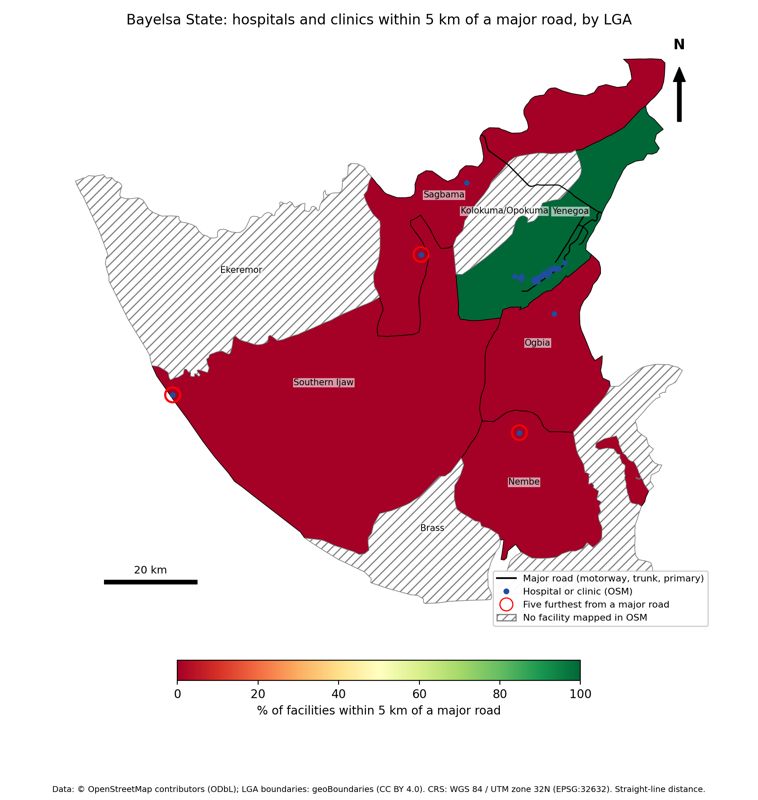 Bayelsa State: hospitals and clinics within 5 km of a major road, by LGA
N
Sagbama
Kolokuma/Opokuma
Yenegoa
Ekeremor
Ogbia
Southern Ijaw
Nembe
Brass
20 km
Major road (motorway, trunk, primary)
Hospital or clinic (OSM)
Five furthest from a major road
No facility mapped in OSM
0 20 40 60 80 100
% of facilities within 5 km of a major road
Data: © OpenStreetMap contributors (ODbL); LGA boundaries: geoBoundaries (CC BY 4.0). CRS: WGS 84 / UTM zone 32N (EPSG:32632). Straight-line distance.